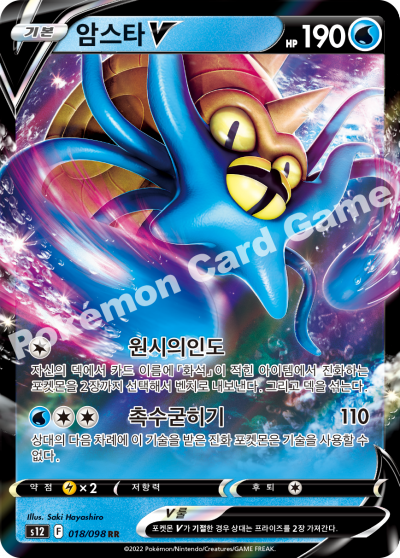 기본 암스타 V HP 190
Pokémon Card Game
원시의인도
자신의 덱에서 카드 이름에 「화석」이 적힌 아이템에서 진화하는
포켓몬을 2장까지 선택해서 벤치로 내보낸다. 그리고 덱을 섞는다.
촉수굳히기 110
상대의 다음 차례에 이 기술을 받은 진화 포켓몬은 기술을 사용할 수
없다.
약점 ×2 저항력 후퇴
Illus. Saki Hayashiro
V룰
s12 F 018/098 RR
포켓몬 V가 기절한 경우 상대는 프라이즈를 2장 가져간다.
©2022 Pokémon/Nintendo/Creatures/GAME FREAK.